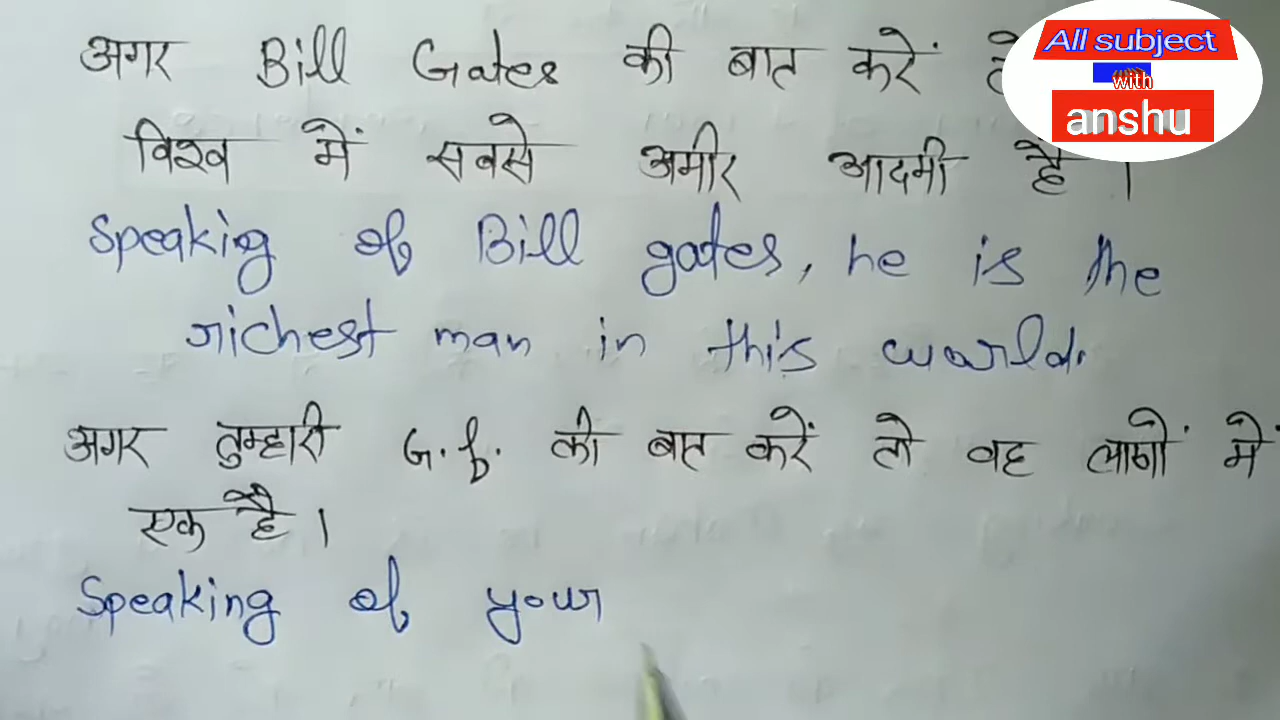 अगर Bill Gates की बात करें
All subject
with
anshu
विश्व में सबसे अमीर आदमी है ।
Speaking of Bill gates, he is the
richest man in this world.
अगर तुम्हारी G.f. की बात करें तो वह लाखों में
एक है ।
Speaking of your